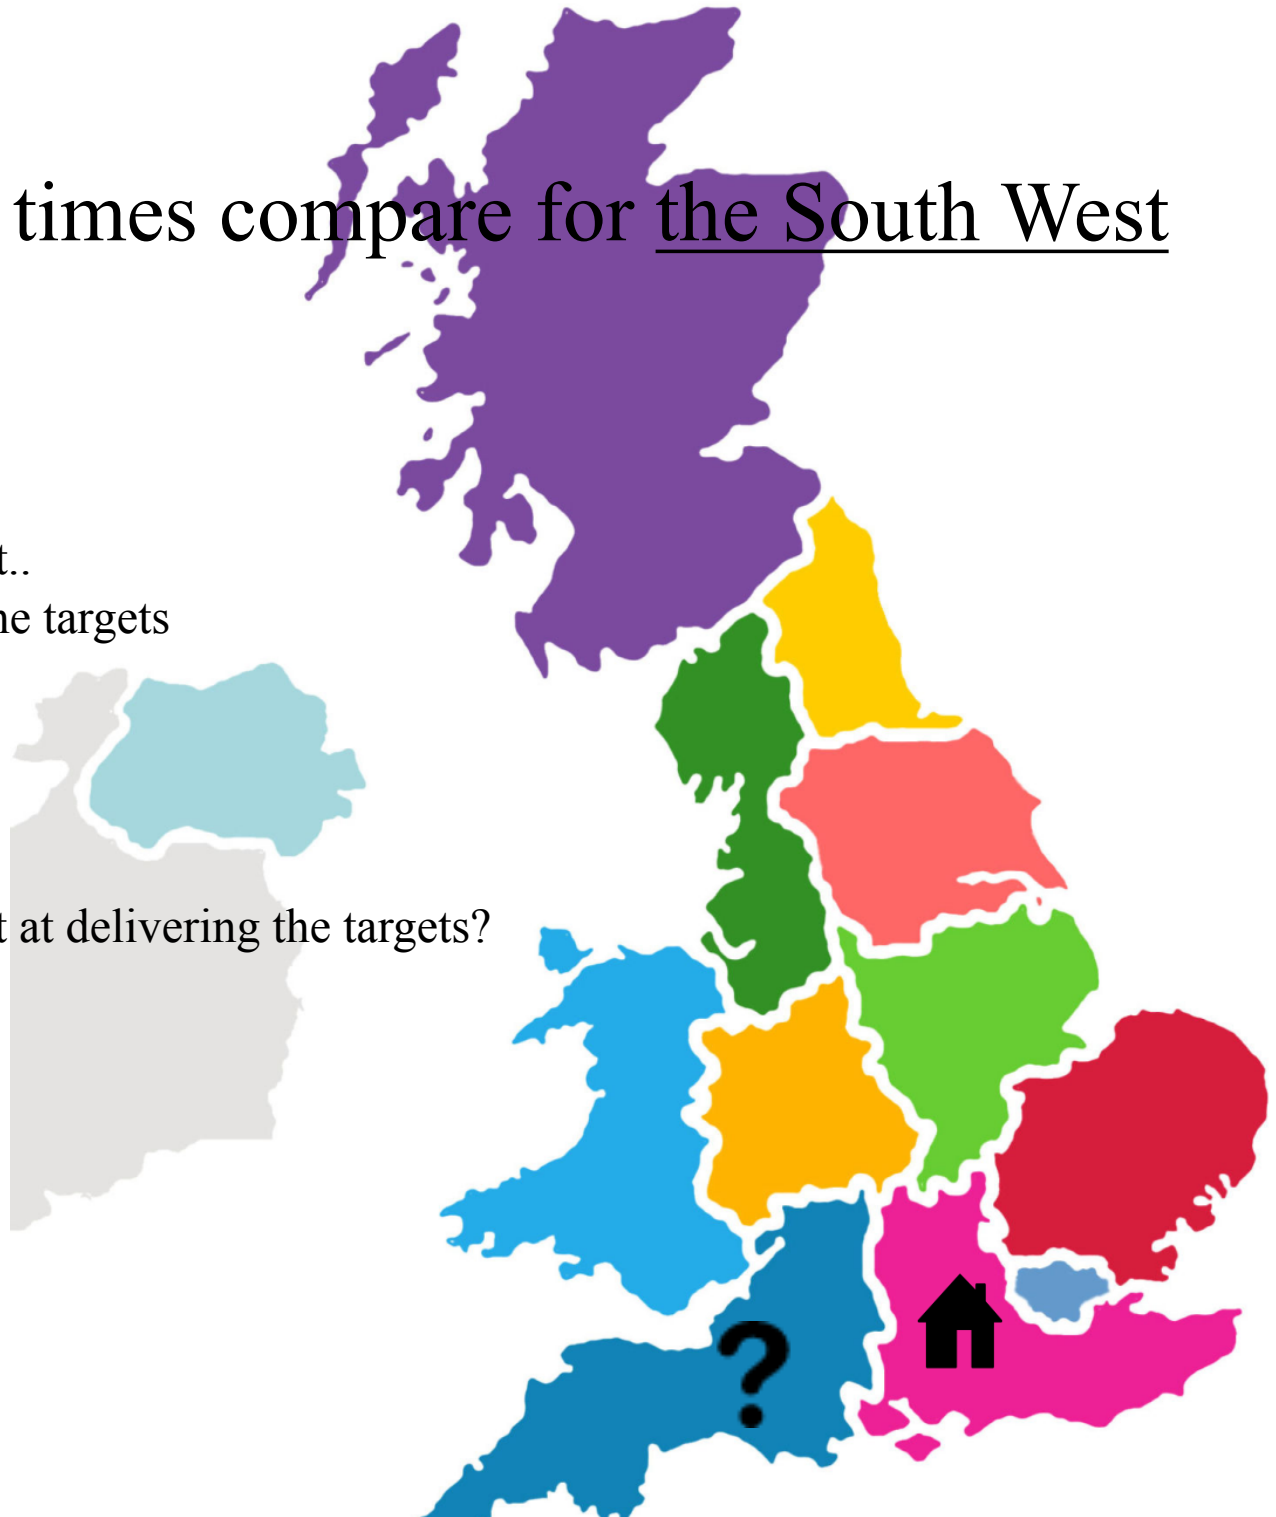 times compare for the South West
t..
he targets
t at delivering the targets?
?